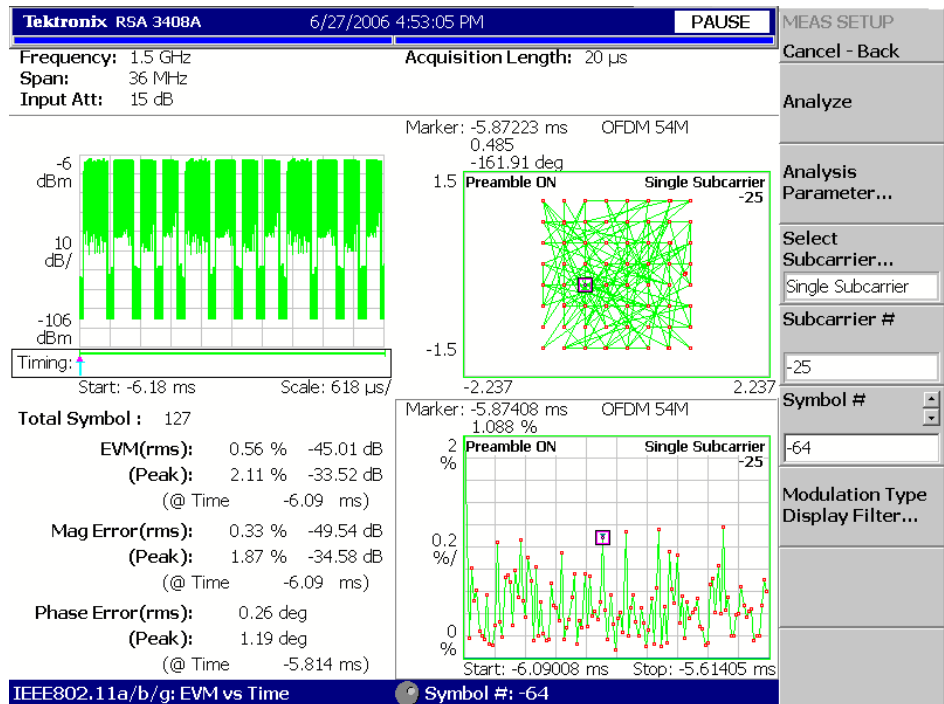 Tektronix RSA 3408A 6/27/2006 4:53:05 PM PAUSE
Frequency: 1.5 GHz
Span: 36 MHz
Input Att: 15 dB
Acquisition Length: 20 µs
-6
dBm
10
dB/
-106
dBm
Timing:
Start: -6.18 ms Scale: 618 µs/
Marker: -5.87223 ms OFDM 54M
0.485
-161.91 deg
1.5 Preamble ON Single Subcarrier
-25
-1.5
-2.237 2.237
Total Symbol : 127
EVM(rms): 0.56 % -45.01 dB
(Peak): 2.11 % -33.52 dB
(@ Time -6.09 ms)
Mag Error(rms): 0.33 % -49.54 dB
(Peak): 1.87 % -34.58 dB
(@ Time -6.09 ms)
Phase Error(rms): 0.26 deg
(Peak): 1.19 deg
(@ Time -5.814 ms)
Marker: -5.87408 ms OFDM 54M
1.088 %
2 Preamble ON Single Subcarrier
% -25
0.2
%/
0
%
Start: -6.09008 ms Stop: -5.61405 ms
IEEE802.11a/b/g: EVM vs Time Symbol #: -64
MEAS SETUP
Cancel - Back
Analyze
Analysis
Parameter...
Select
Subcarrier...
Single Subcarrier
Subcarrier #
-25
Symbol #
-64
Modulation Type
Display Filter...